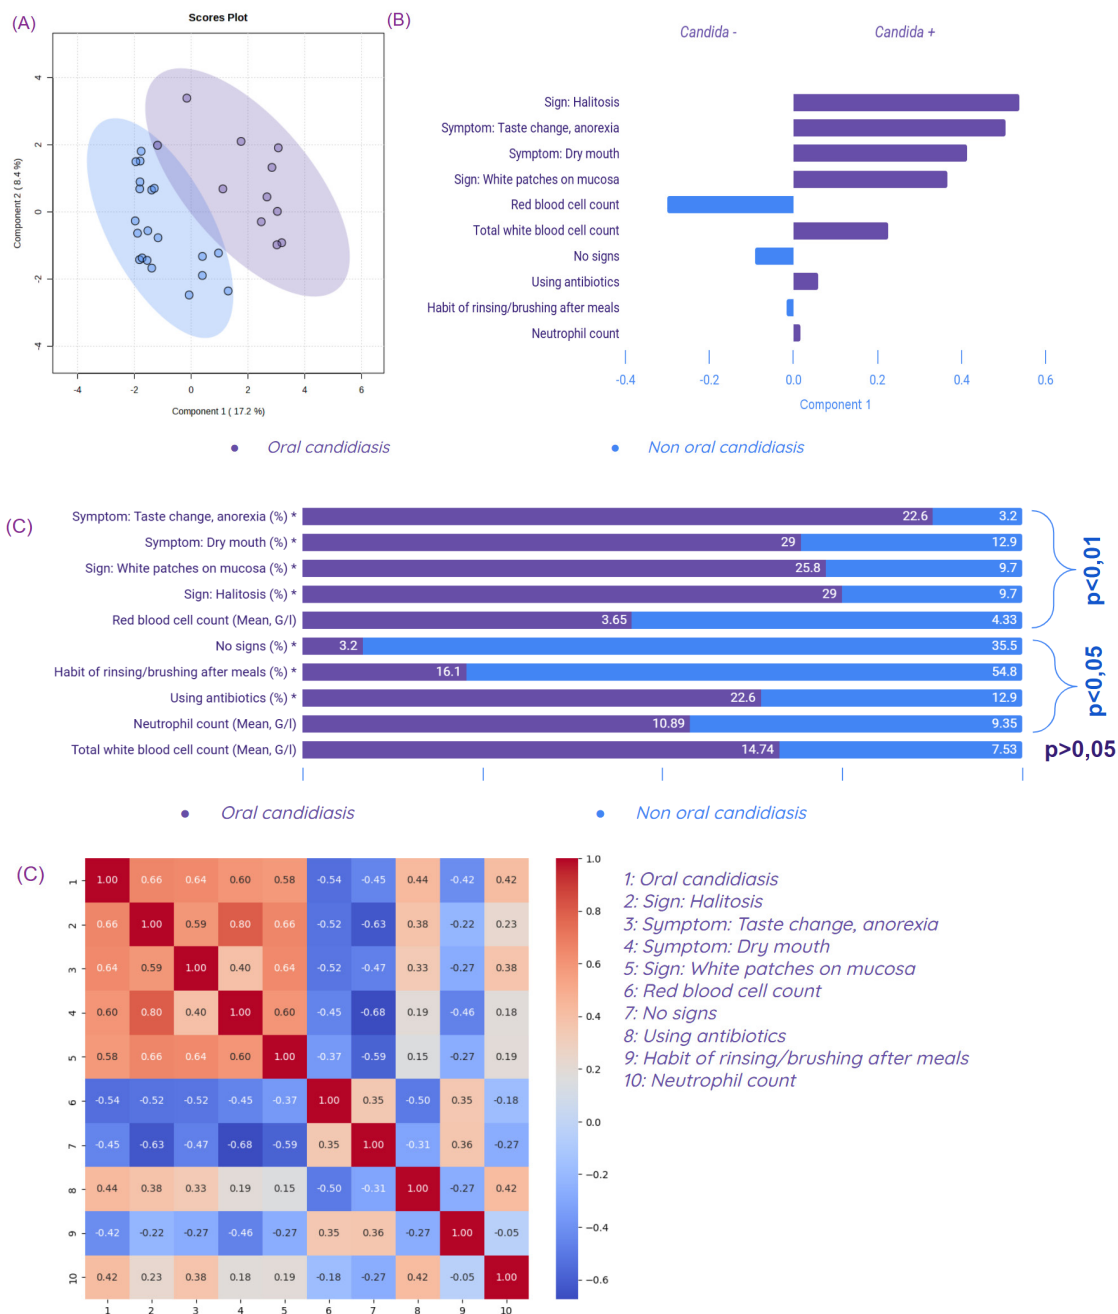 (A)
Scores Plot
Component 2 ( 8.4 %)
4
2
0
-2
-4
-4
-2
0
2
4
6
Component 1 ( 17.2 %)
(B)
Candida -
Candida +
Sign: Halitosis
Symptom: Taste change, anorexia
Symptom: Dry mouth
Sign: White patches on mucosa
Red blood cell count
Total white blood cell count
No signs
Using antibiotics
Habit of rinsing/brushing after meals
Neutrophil count
-0.4
-0.2
0.0
0.2
0.4
0.6
Component 1
Oral candidiasis
Non oral candidiasis
(C)
Symptom: Taste change, anorexia (%) * 22.6 3.2
Symptom: Dry mouth (%) * 29 12.9
Sign: White patches on mucosa (%) * 25.8 9.7
Sign: Halitosis (%) * 29 9.7
Red blood cell count (Mean, G/l) 3.65 4.33
No signs (%) * 3.2 35.5
Habit of rinsing/brushing after meals (%) * 16.1 54.8
Using antibiotics (%) * 22.6 12.9
Neutrophil count (Mean, G/l) 10.89 9.35
Total white blood cell count (Mean, G/l) 14.74 7.53
p<0,01
p<0,05
p>0,05
Oral candidiasis
Non oral candidiasis
(C)
1 1.00 0.66 0.64 0.60 0.58 -0.54 -0.45 0.44 -0.42 0.42
2 0.66 1.00 0.59 0.80 0.66 -0.52 -0.63 0.38 -0.22 0.23
3 0.64 0.59 1.00 0.40 0.64 -0.52 -0.47 0.33 -0.27 0.38
4 0.60 0.80 0.40 1.00 0.60 -0.45 -0.68 0.19 -0.46 0.18
5 0.58 0.66 0.64 0.60 1.00 -0.37 -0.59 0.15 -0.27 0.19
6 -0.54 -0.52 -0.52 -0.45 -0.37 1.00 0.35 -0.50 0.35 -0.18
7 -0.45 -0.63 -0.47 -0.68 -0.59 0.35 1.00 -0.31 0.36 -0.27
8 0.44 0.38 0.33 0.19 0.15 -0.50 -0.31 1.00 -0.27 0.42
9 -0.42 -0.22 -0.27 -0.46 -0.27 0.35 0.36 -0.27 1.00 -0.05
10 0.42 0.23 0.38 0.18 0.19 -0.18 -0.27 0.42 -0.05 1.00
1 2 3 4 5 6 7 8 9 10
1.0
0.8
0.6
0.4
0.2
0.0
−0.2
−0.4
−0.6
1: Oral candidiasis
2: Sign: Halitosis
3: Symptom: Taste change, anorexia
4: Symptom: Dry mouth
5: Sign: White patches on mucosa
6: Red blood cell count
7: No signs
8: Using antibiotics
9: Habit of rinsing/brushing after meals
10: Neutrophil count